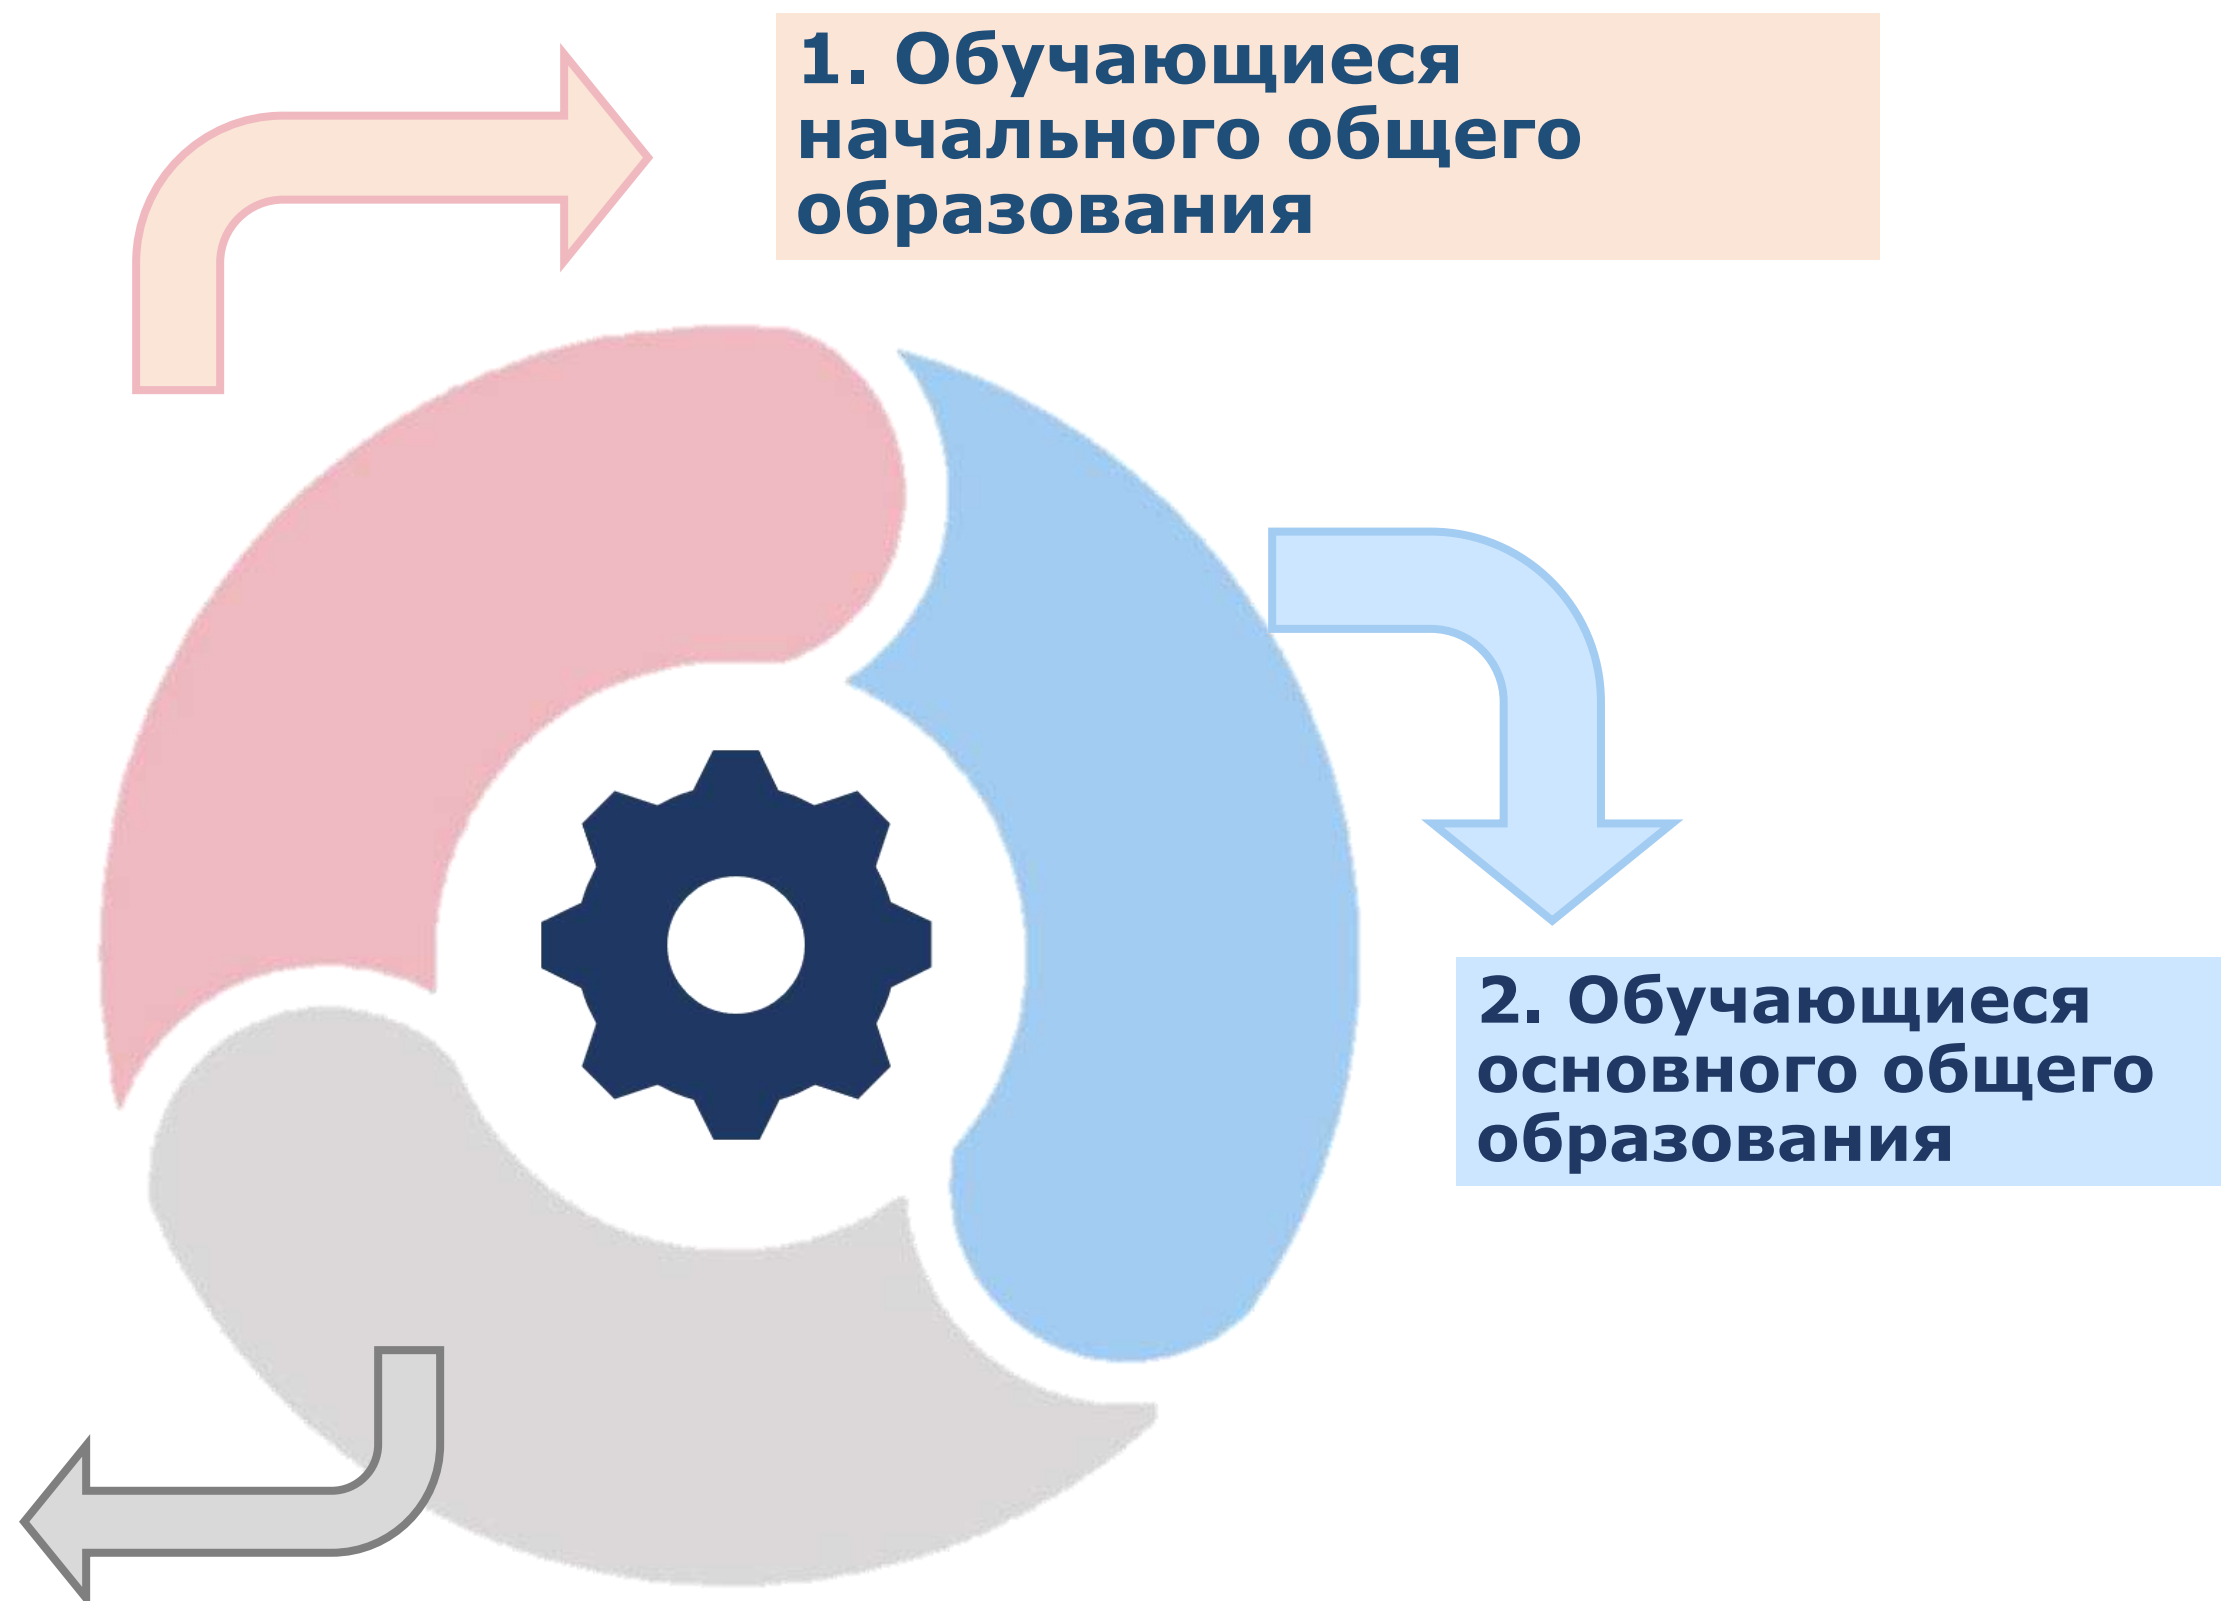 1. Обучающиеся
начального общего
образования
2. Обучающиеся
основного общего
образования